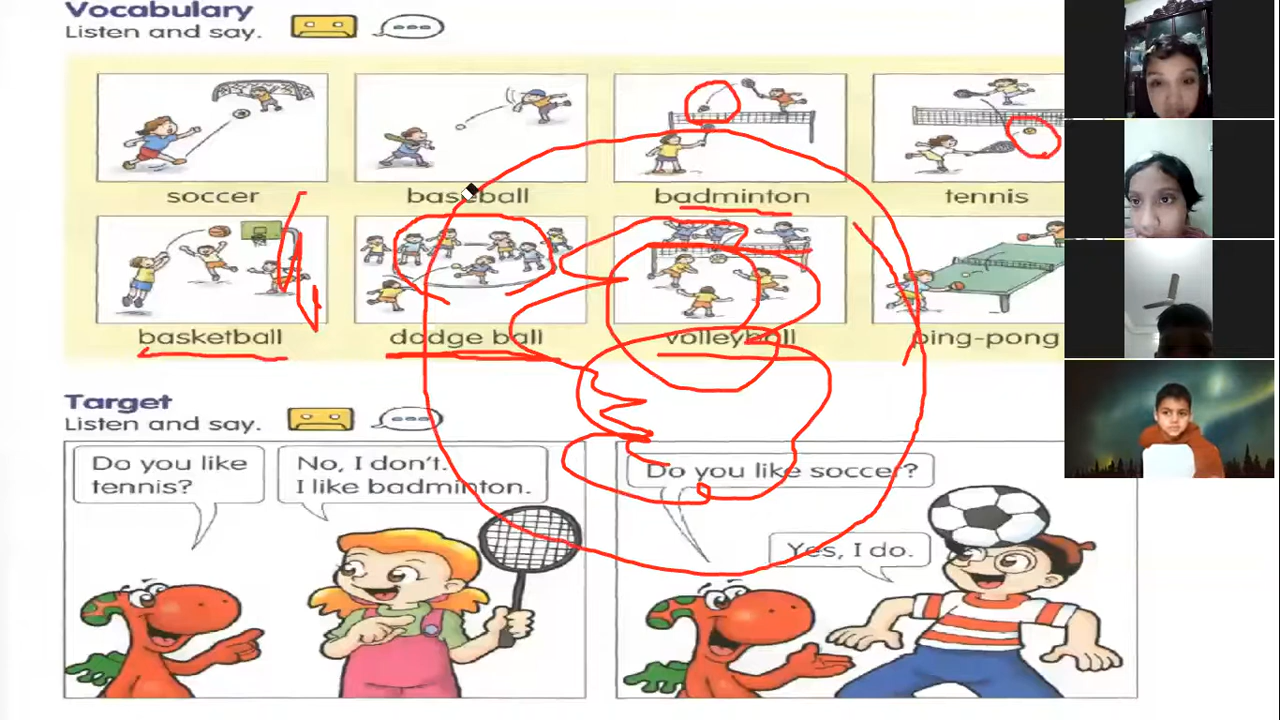 Vocabulary
Listen and say.
soccer
baseball
badminton
tennis
basketball
dodge ball
volleyball
ping-pong
Target
Listen and say.
Do you like
tennis?
No, I don't.
I like badminton.
Do you like soccer?
Yes, I do.